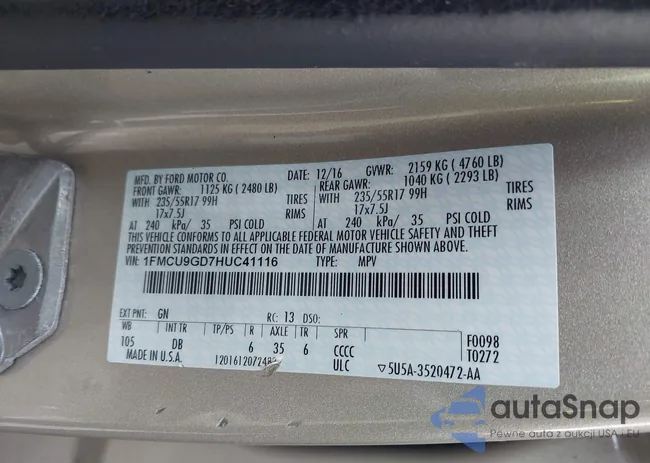 MFD. BY FORD MOTOR CO. 12/16 GVWR: 2159 KG ( 4760 LB)
FRONT GAWR: 1125 KG ( 2480 LB) REAR GAWR: 1040 KG ( 2293 LB)
WITH 235/55R17 99H TIRES WITH 235/55R17 99H TIRES
17x7.5J RIMS 17x7.5J RIMS
AT 240 kPa/ 35 PSI COLD AT 240 kPa/ 35 PSI COLD
THIS VEHICLE CONFORMS TO ALL APPLICABLE FEDERAL MOTOR VEHICLE SAFETY AND THEFT
PREVENTION STANDARDS IN EFFECT ON THE DATE OF MANUFACTURE SHOWN ABOVE.
VIN: 1FMCU9GD7HUC41116 TYPE: MPV
EXT PNT: GN RC: 13 DSO:
WB INT TR TP/PS R AXLE TR SPR F0098
105 DB 6 35 6 CCCC T0272
MADE IN U.S.A. ULC ▽5U5A-3520472-AA
autaSnap
Pewne auta z aukcji USA i EU